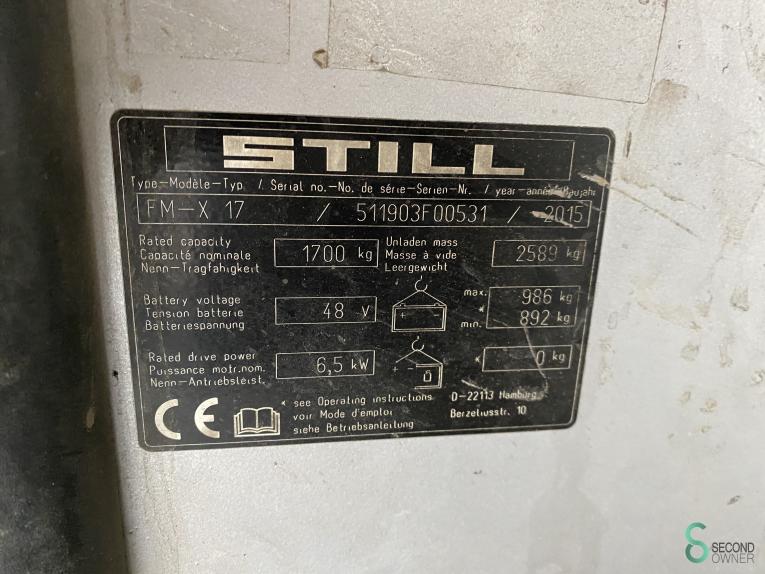 STILL
Type-Modèle-Typ / Serial no.-No. de série-Serien-Nr. / year-année-Baujahr
FM-X 17 / 511903F00531 / 2015
Rated capacity
Capacité nominale
Nenn-Tragfähigkeit
1700 kg
Unladen mass
Masse à vide
Leergewicht
2589 kg
Battery voltage
Tension batterie
Batteriespannung
48 V
+ -
max. 986 kg
*
min. 892 kg
Rated drive power
Puissance motr.nom.
Nenn-Antriebsleist.
6,5 kW
+ -
* 0 kg
CE
* see Operating instructions
voir Mode d'emploi
siehe Betriebsanleitung
D-22113 Hamburg
Berzeliusstr. 10
SECOND
OWNER